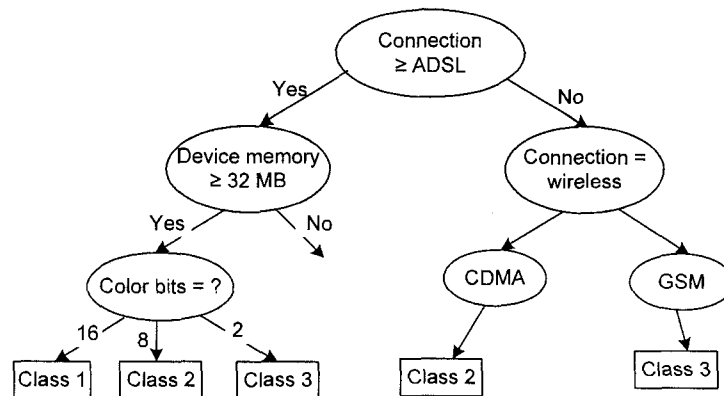 Connection
≥ ADSL
Yes
No
Device memory
≥ 32 MB
Connection =
wireless
Yes
No
Color bits = ?
CDMA
GSM
16
8
2
Class 1
Class 2
Class 3
Class 2
Class 3